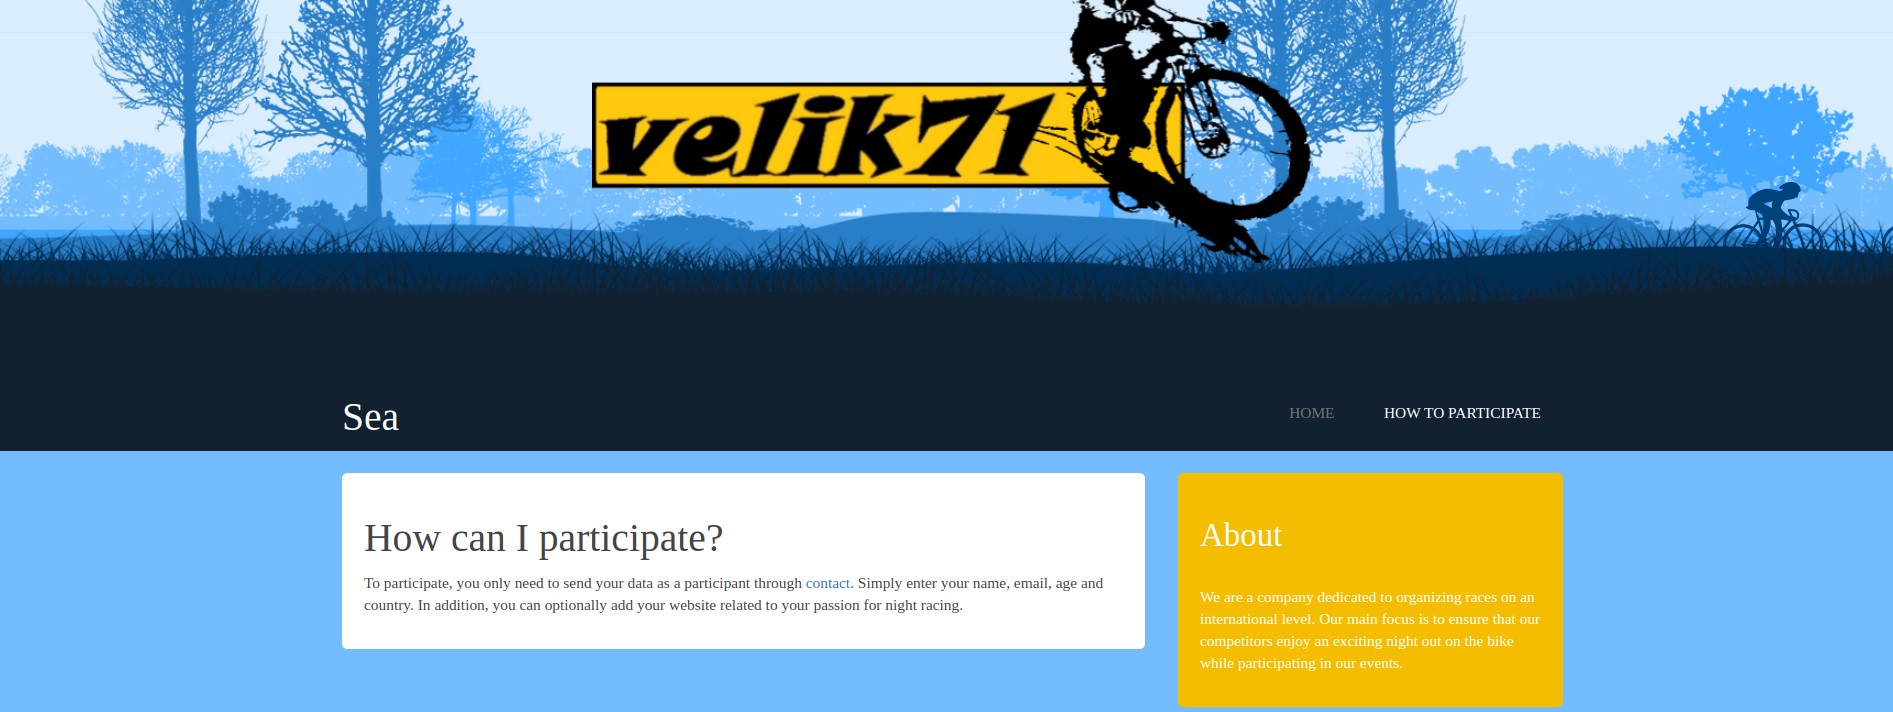 velik71
Sea
HOME
HOW TO PARTICIPATE
How can I participate?
To participate, you only need to send your data as a participant through contact. Simply enter your name, email, age and
country. In addition, you can optionally add your website related to your passion for night racing.
About
We are a company dedicated to organizing races on an
international level. Our main focus is to ensure that our
competitors enjoy an exciting night out on the bike
while participating in our events.